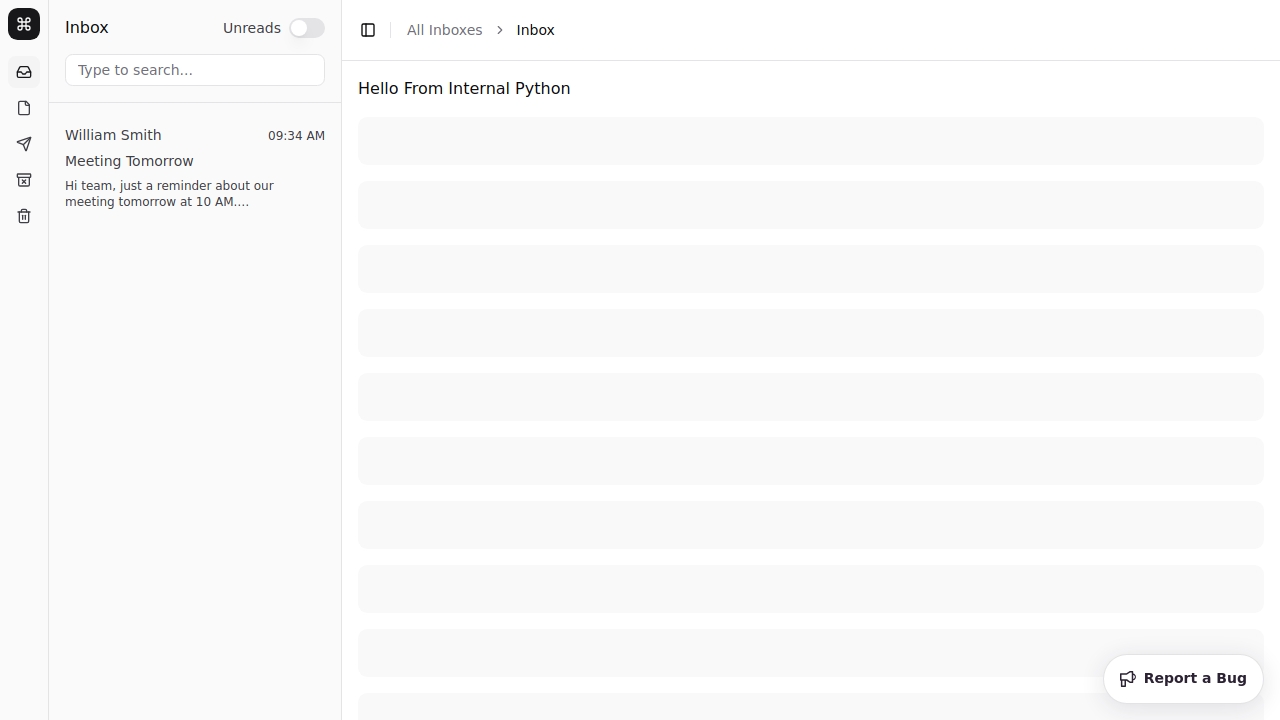 Inbox
Unreads
Type to search...
William Smith
09:34 AM
Meeting Tomorrow
Hi team, just a reminder about our
meeting tomorrow at 10 AM....
All Inboxes
Inbox
Hello From Internal Python
Report a Bug